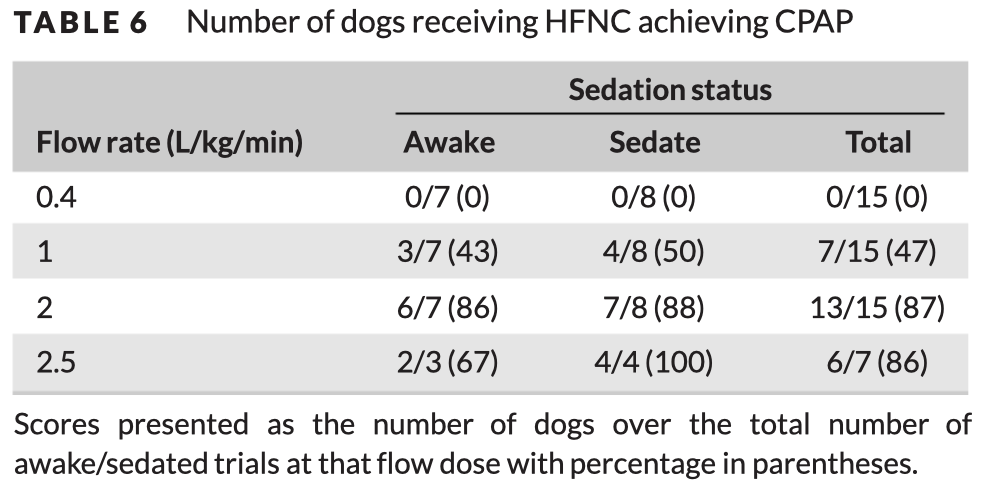 TABLE 6 Number of dogs receiving HFNC achieving CPAP
Sedation status
Flow rate (L/kg/min) Awake Sedate Total
0.4 0/7 (0) 0/8 (0) 0/15 (0)
1 3/7 (43) 4/8 (50) 7/15 (47)
2 6/7 (86) 7/8 (88) 13/15 (87)
2.5 2/3 (67) 4/4 (100) 6/7 (86)
Scores presented as the number of dogs over the total number of
awake/sedated trials at that flow dose with percentage in parentheses.